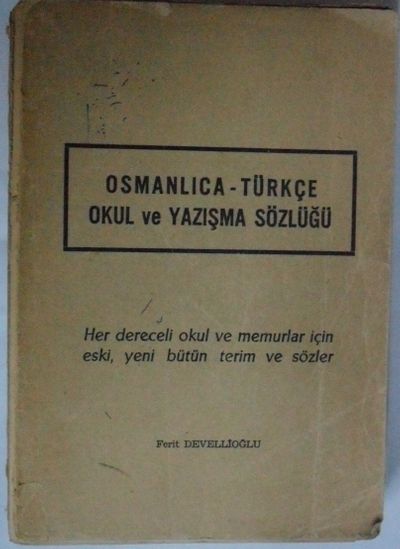 OSMANLICA - TÜRKÇE
OKUL ve YAZIŞMA SÖZLÜĞÜ
Her dereceli okul ve memurlar için
eski, yeni bütün terim ve sözler
Ferit DEVELLİOĞLU